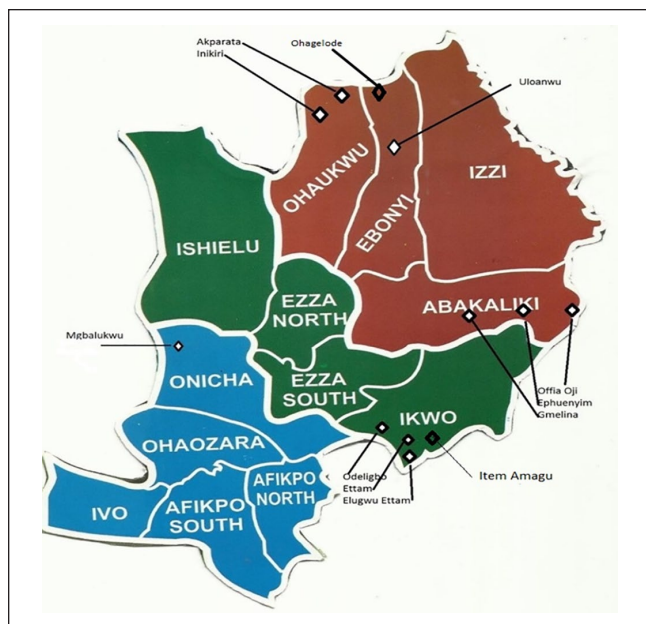 Akparata
Inikiri
Ohagelode
Uloanwu
OHAUKWU
EBONYI
IZZI
ISHIELU
EZZA
NORTH
ABAKALIKI
Mgbalukwu
ONICHA
EZZA
SOUTH
IKWO
Offia Oji
Ephuenyim
Gmelina
OHAOZARA
Odeligbo
Ettam
Elugwu Ettam
Item Amagu
AFIKPO
NORTH
IVO
AFIKPO
SOUTH